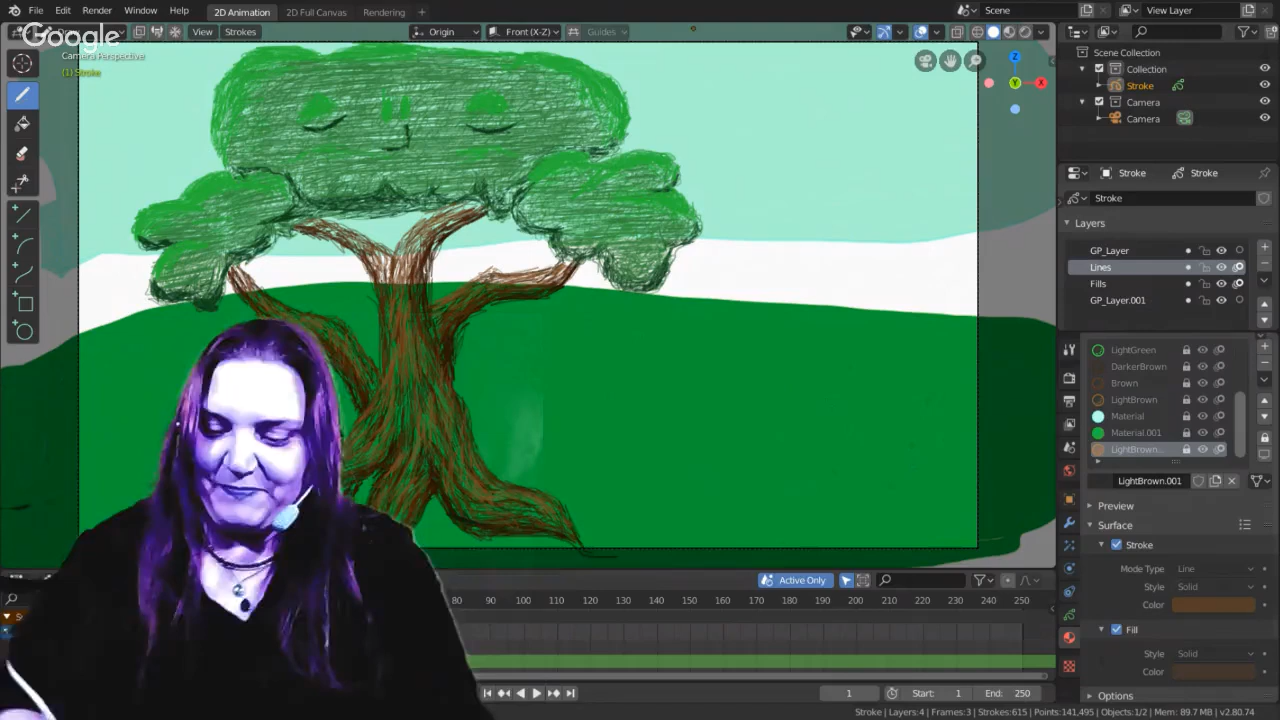 File Edit Render Window Help 2D Animation 2D Full Canvas Rendering + Scene View Layer
Google View Strokes Origin Front (X-Z) Guides
Camera Perspective
(1) Stroke
Z
Y X
Scene Collection
Collection
Stroke
Camera
Camera
Stroke Stroke
Stroke
Layers
GP_Layer
Lines
Fills
GP_Layer.001
LightGreen
DarkerBrown
Brown
LightBrown
Material
Material.001
LightBrown...
LightBrown.001
Preview
Surface
Stroke
Mode Type Line
Style Solid
Color
Fill
Style Solid
Color
Options
Active Only
80 90 100 110 120 130 140 150 160 170 180 190 200 210 220 230 240 250
1 Start: 1 End: 250
Stroke | Layers:4 | Frames:3 | Strokes:615 | Points:141,495 | Objects:1/2 | Mem: 89.7 MB | v2.80.74